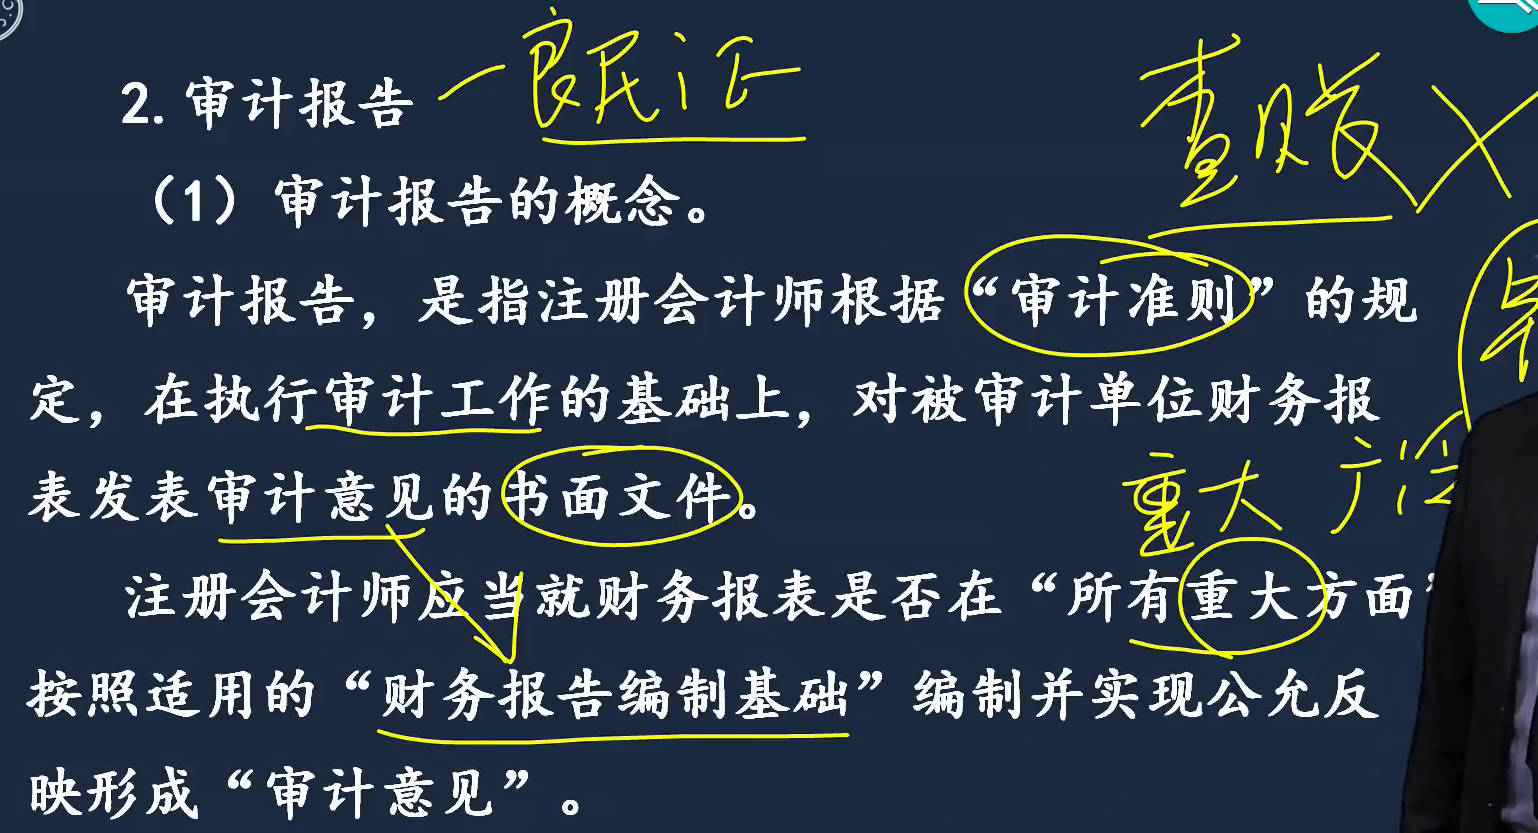 2. 审计报告 — 良民证
查账 ×
（1）审计报告的概念。
审计报告，是指注册会计师根据“审计准则”的规
定，在执行审计工作的基础上，对被审计单位财务报
表发表审计意见的书面文件。
重大 广泛
注册会计师应当就财务报表是否在“所有重大方面”
按照适用的“财务报告编制基础”编制并实现公允反
映形成“审计意见”。